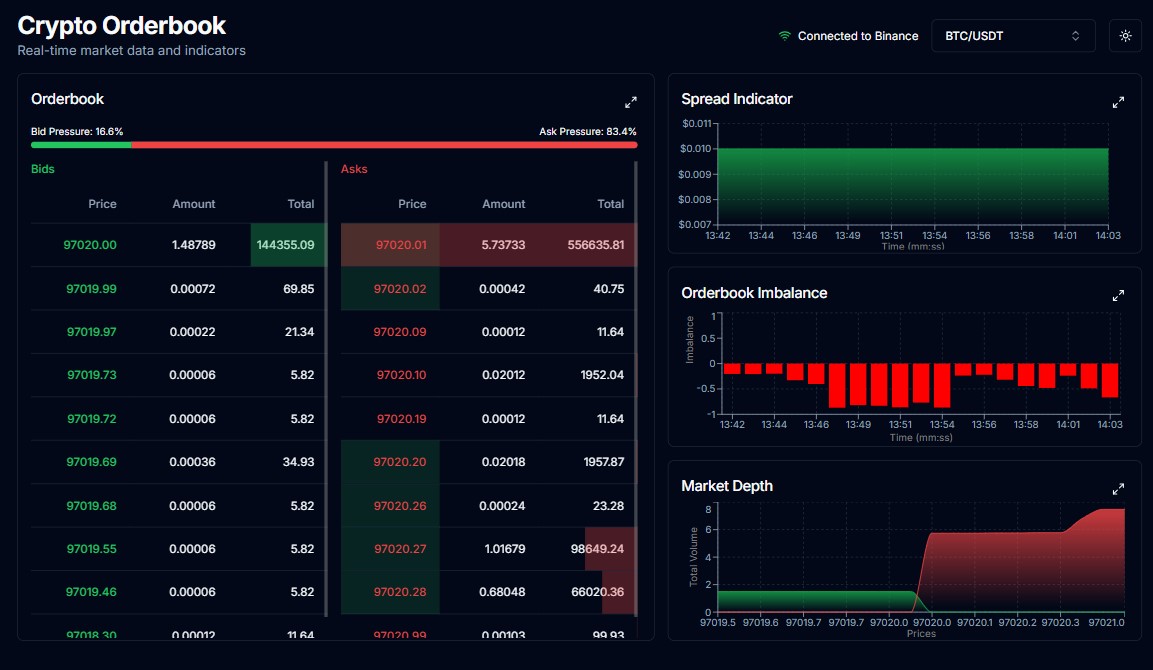 Crypto Orderbook
Real-time market data and indicators
Connected to Binance
BTC/USDT
Orderbook
Bid Pressure: 16.6% Ask Pressure: 83.4%
Bids Asks
Price Amount Total Price Amount Total
97020.00 1.48789 144355.09 97020.01 5.73733 556635.81
97019.99 0.00072 69.85 97020.02 0.00042 40.75
97019.97 0.00022 21.34 97020.09 0.00012 11.64
97019.73 0.00006 5.82 97020.10 0.02012 1952.04
97019.72 0.00006 5.82 97020.19 0.00012 11.64
97019.69 0.00036 34.93 97020.20 0.02018 1957.87
97019.68 0.00006 5.82 97020.26 0.00024 23.28
97019.55 0.00006 5.82 97020.27 1.01679 98649.24
97019.46 0.00006 5.82 97020.28 0.68048 66020.36
97018.30 0.00012 11.64 97020.99 0.00103 99.93
Spread Indicator
$0.011
$0.010
$0.009
$0.008
$0.007
13:42 13:44 13:46 13:49 13:51 13:54 13:56 13:58 14:01 14:03
Time (mm:ss)
Orderbook Imbalance
Imbalance
1
0.5
0
-0.5
-1
13:42 13:44 13:46 13:49 13:51 13:54 13:56 13:58 14:01 14:03
Time (mm:ss)
Market Depth
Total Volume
8
6
4
2
0
97019.5 97019.6 97019.7 97019.7 97020.0 97020.0 97020.1 97020.2 97020.3 97021.0
Prices